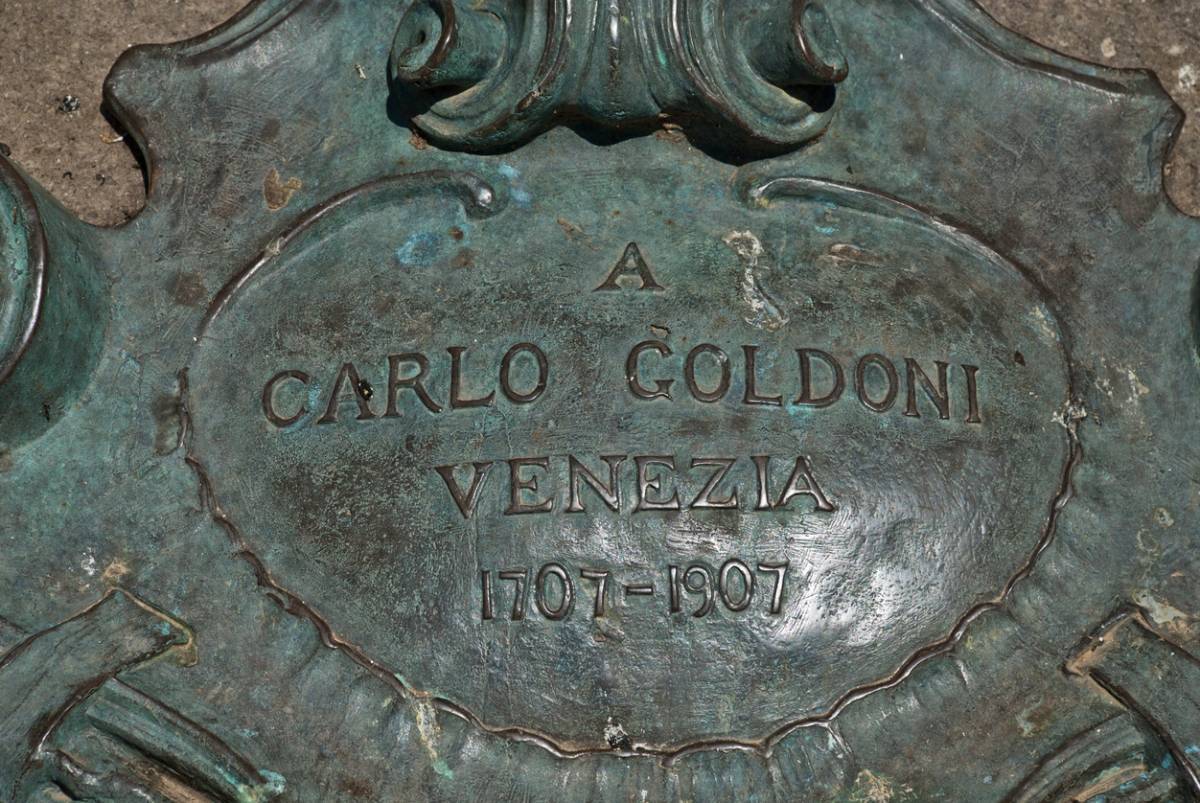 A
CARLO GOLDONI
VENEZIA
1707-1907